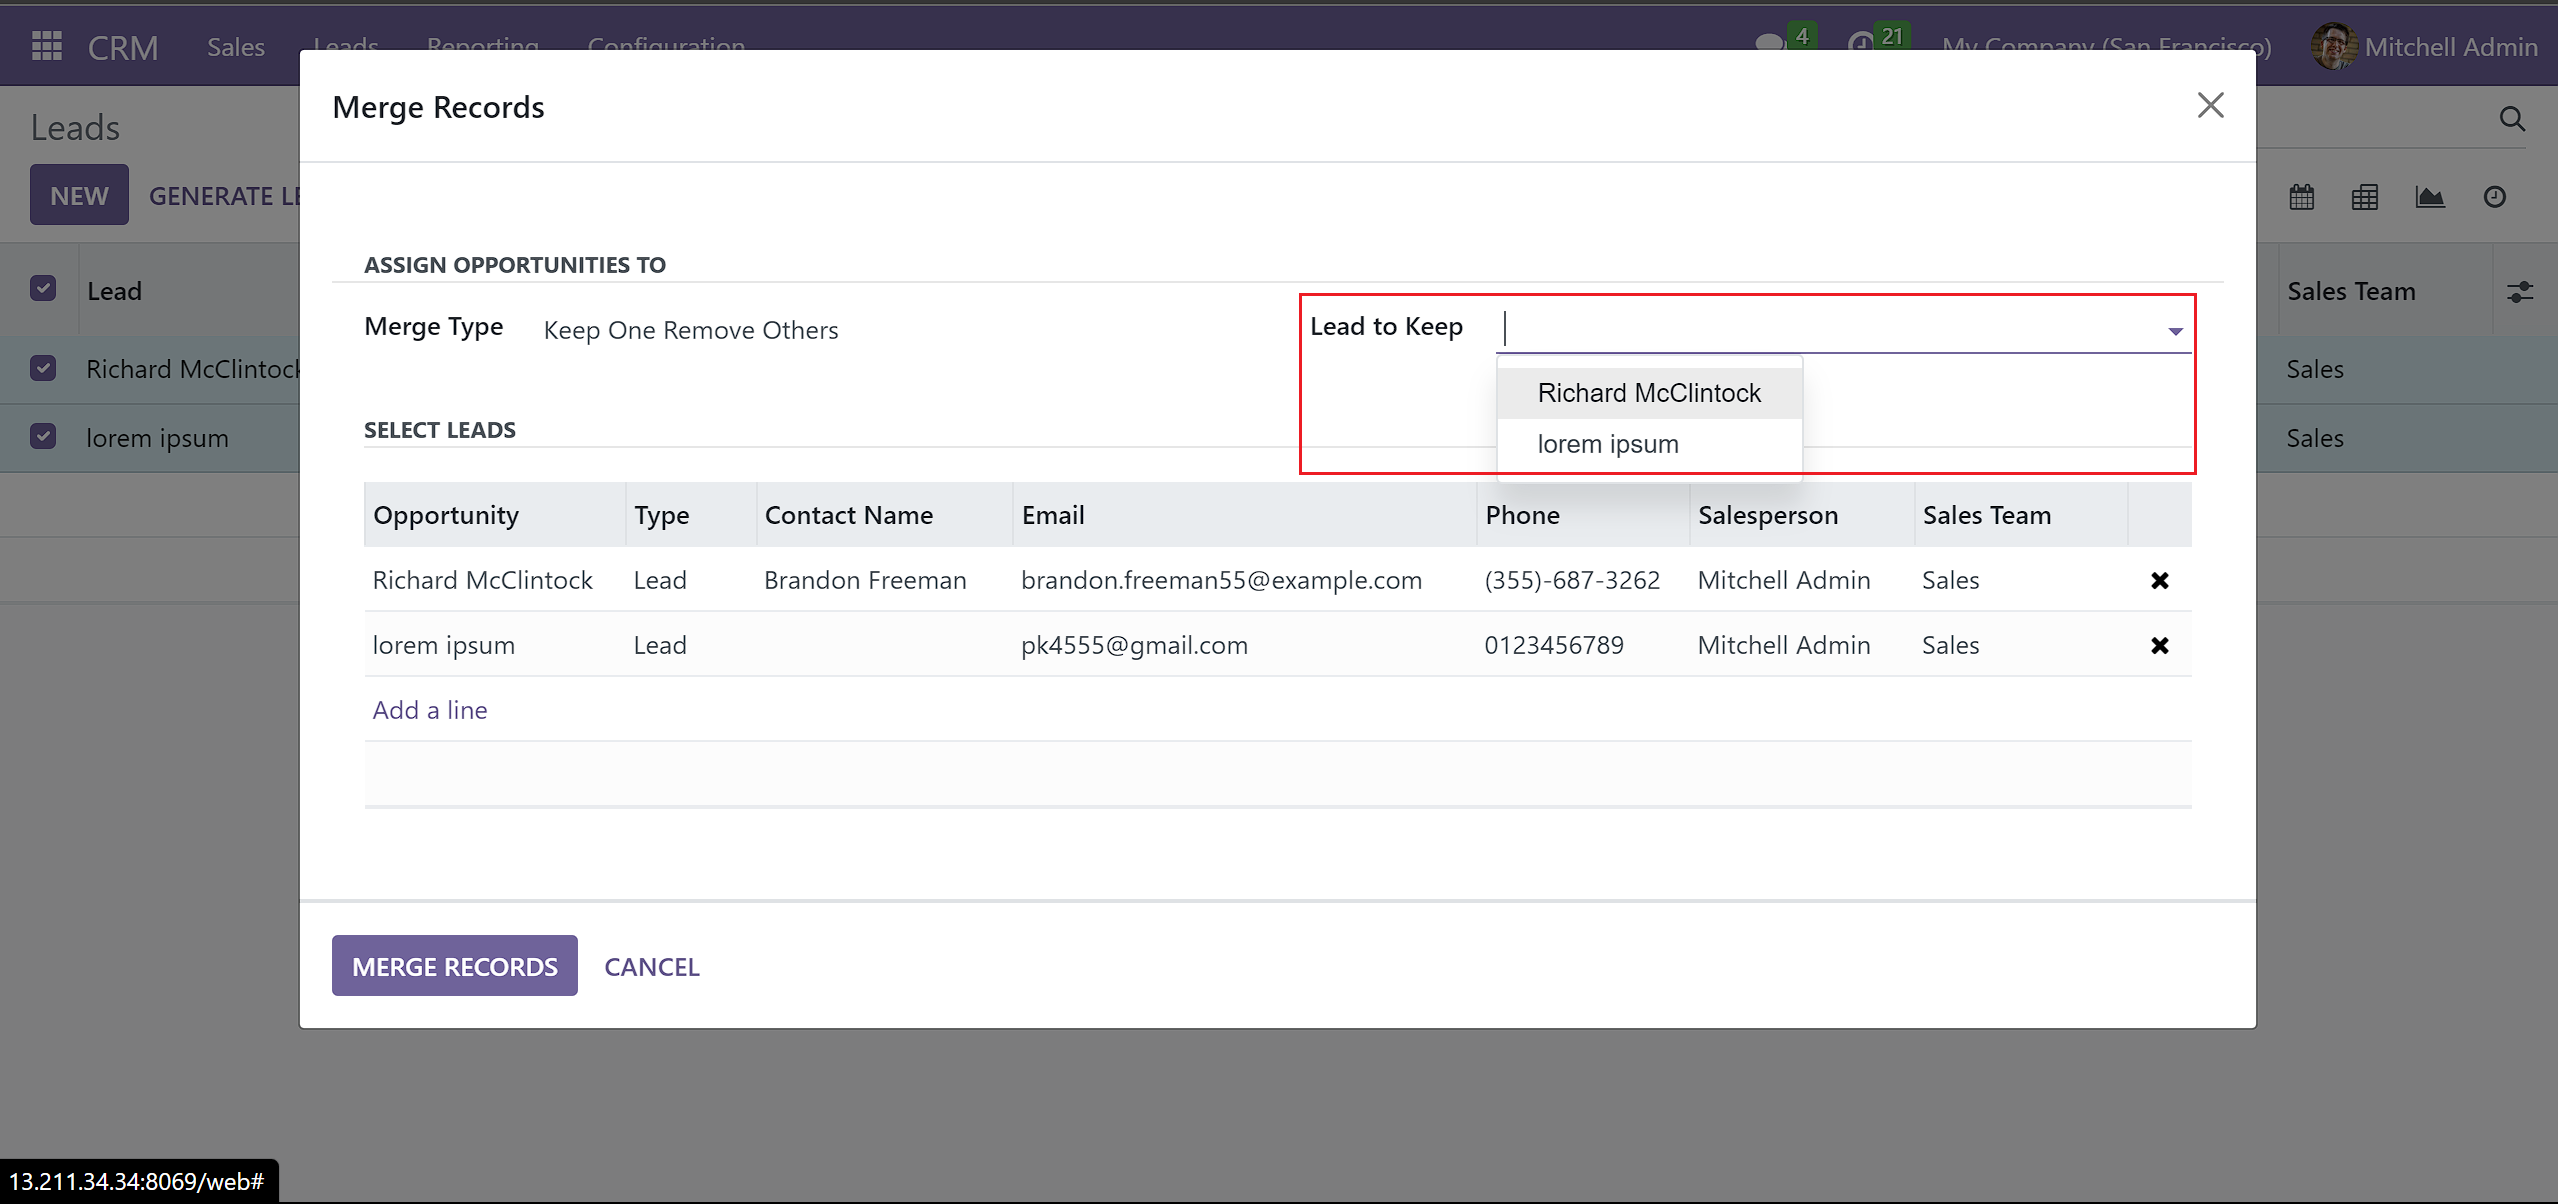 CRM Sales Leads Reporting Configuration 4 21 My Company (San Francisco) Mitchell Admin
Merge Records
Leads
NEW GENERATE LE
ASSIGN OPPORTUNITIES TO
Lead Sales Team
Merge Type Keep One Remove Others Lead to Keep
Richard McClintock Sales
Richard McClintock
SELECT LEADS
lorem ipsum Sales
lorem ipsum
Opportunity Type Contact Name Email Phone Salesperson Sales Team
Richard McClintock Lead Brandon Freeman brandon.freeman55@example.com (355)-687-3262 Mitchell Admin Sales
lorem ipsum Lead pk4555@gmail.com 0123456789 Mitchell Admin Sales
Add a line
MERGE RECORDS CANCEL
13.211.34.34:8069/web#